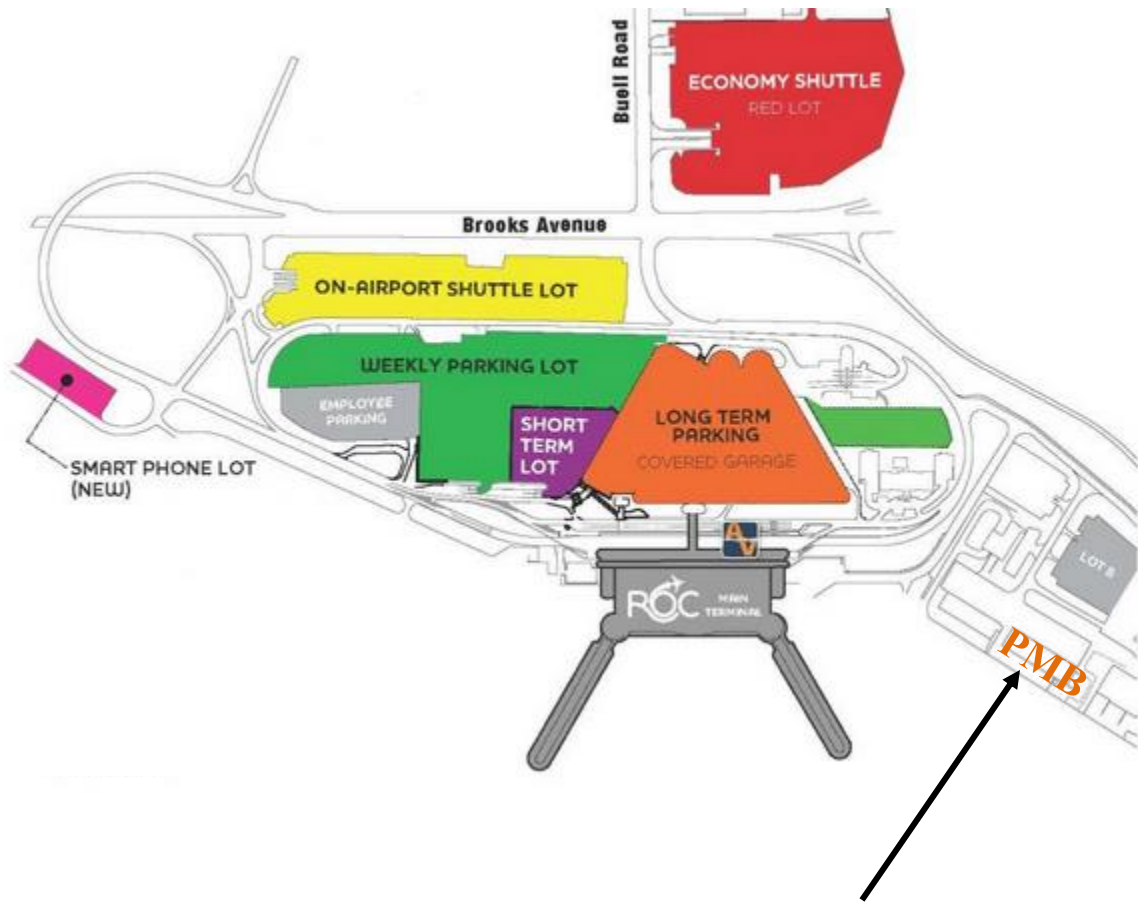 Buell Road
ECONOMY SHUTTLE
RED LOT
Brooks Avenue
ON-AIRPORT SHUTTLE LOT
WEEKLY PARKING LOT
EMPLOYEE
PARKING
SHORT
TERM
LOT
LONG TERM
PARKING
COVERED GARAGE
SMART PHONE LOT
(NEW)
AV
LOT B
ROC MAIN
TERMINAL
PMB